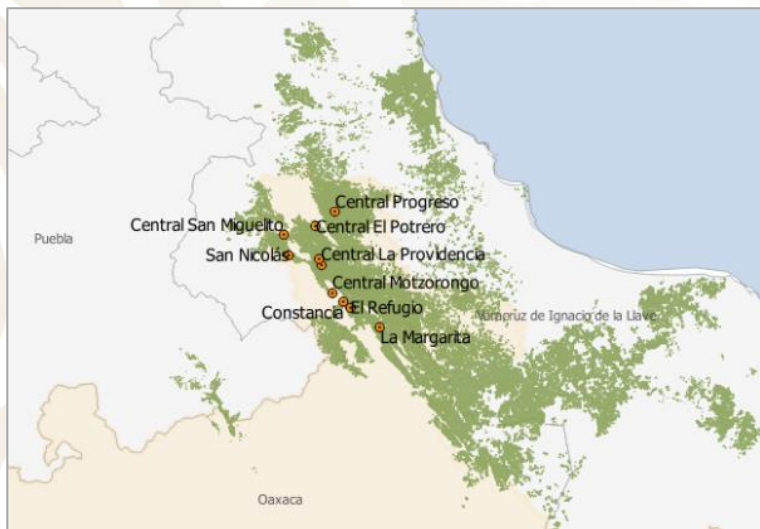 Central Progreso
Central San Miguelito
Central El Potrero
Puebla
San Nicolás
Central La Providencia
Central Motzorongo
Constancia
El Refugio
Veracruz de Ignacio de la Llave
La Margarita
Oaxaca